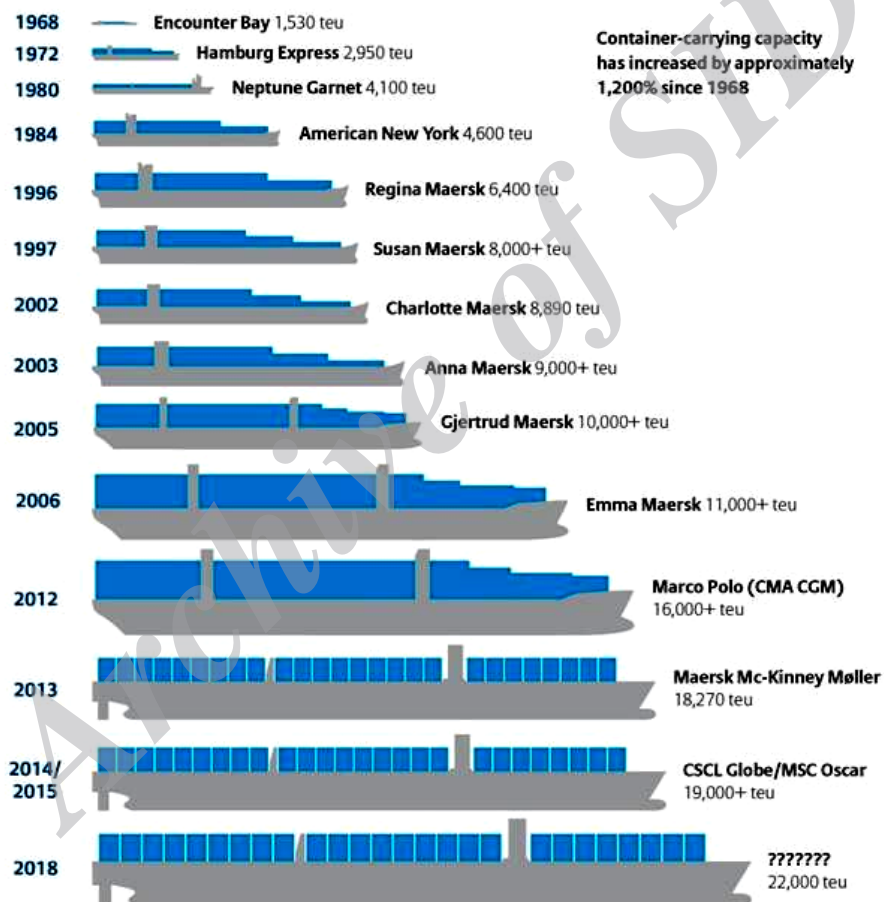 1968 Encounter Bay 1,530 teu
1972 Hamburg Express 2,950 teu
1980 Neptune Garnet 4,100 teu
Container-carrying capacity
has increased by approximately
1,200% since 1968
1984 American New York 4,600 teu
1996 Regina Maersk 6,400 teu
1997 Susan Maersk 8,000+ teu
2002 Charlotte Maersk 8,890 teu
2003 Anna Maersk 9,000+ teu
2005 Gjertrud Maersk 10,000+ teu
2006 Emma Maersk 11,000+ teu
2012 Marco Polo (CMA CGM)
16,000+ teu
2013 Maersk Mc-Kinney Møller
18,270 teu
2014/
2015 CSCL Globe/MSC Oscar
19,000+ teu
2018 ???????
22,000 teu
Archive of SID